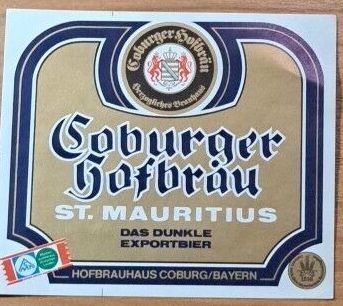 Coburger Hofbräu
Herzogliches Brauhaus
Coburger
Hofbräu
ST. MAURITIUS
DAS DUNKLE
EXPORTBIER
HOFBRAUHAUS COBURG/BAYERN